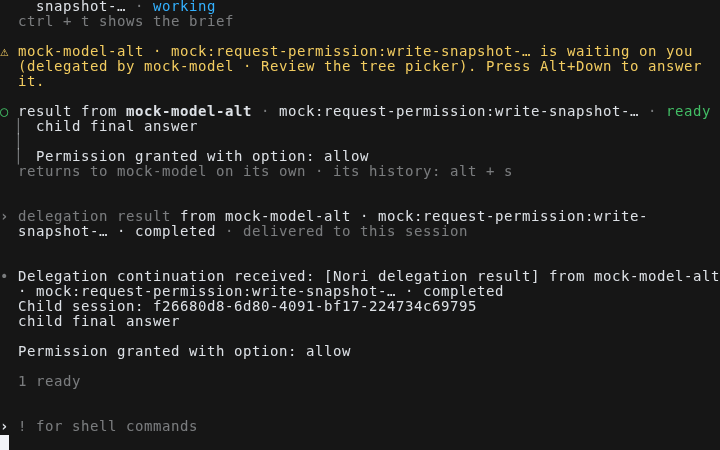 snapshot-… · working
ctrl + t shows the brief
⚠ mock-model-alt · mock:request-permission:write-snapshot-… is waiting on you
(delegated by mock-model · Review the tree picker). Press Alt+Down to answer
it.
○ result from mock-model-alt · mock:request-permission:write-snapshot-… · ready
│ child final answer
│
│ Permission granted with option: allow
returns to mock-model on its own · its history: alt + s
› delegation result from mock-model-alt · mock:request-permission:write-
snapshot-… · completed · delivered to this session
• Delegation continuation received: [Nori delegation result] from mock-model-alt
· mock:request-permission:write-snapshot-… · completed
Child session: f26680d8-6d80-4091-bf17-224734c69795
child final answer
Permission granted with option: allow
1 ready
› ! for shell commands